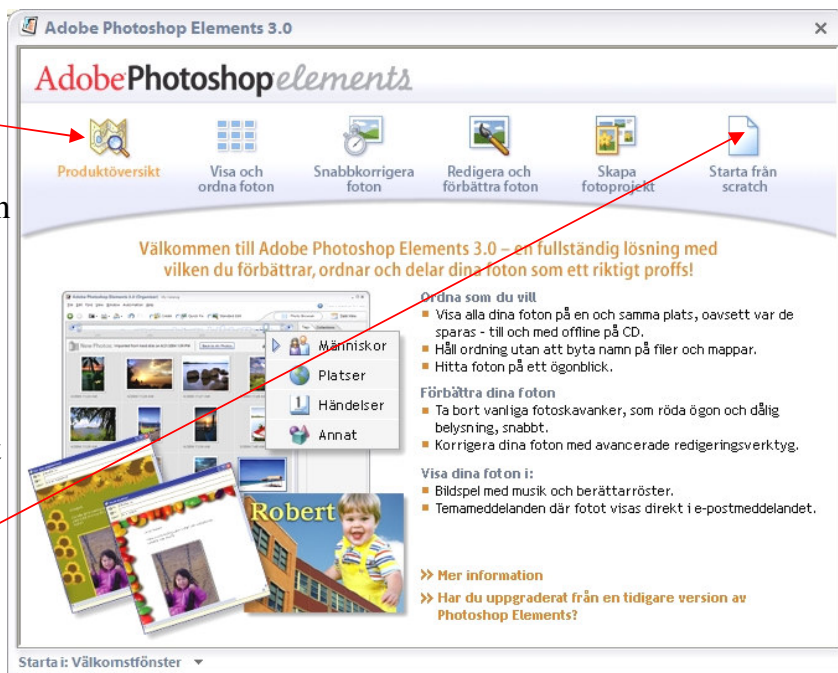 Adobe Photoshop Elements 3.0
Adobe Photoshop elements
Produktöversikt
Visa och
ordna foton
Snabbkorrigera
foton
Redigera och
förbättra foton
Skapa
fotoprojekt
Starta från
scratch
Välkommen till Adobe Photoshop Elements 3.0 – en fullständig lösning med
vilken du förbättrar, ordnar och delar dina foton som ett riktigt proffs!
Människor
Platser
Händelser
Annat
Robert
Ordna som du vill
Visa alla dina foton på en och samma plats, oavsett var de
sparas - till och med offline på CD.
Håll ordning utan att byta namn på filer och mappar.
Hitta foton på ett ögonblick.
Förbättra dina foton
Ta bort vanliga fotoskavanker, som röda ögon och dålig
belysning, snabbt.
Korrigera dina foton med avancerade redigeringsverktyg.
Visa dina foton i:
Bildspel med musik och berättarröster.
Temameddelanden där fotot visas direkt i e-postmeddelandet.
>> Mer information
>> Har du uppgraderat från en tidigare version av
Photoshop Elements?
Starta i: Välkomstfönster